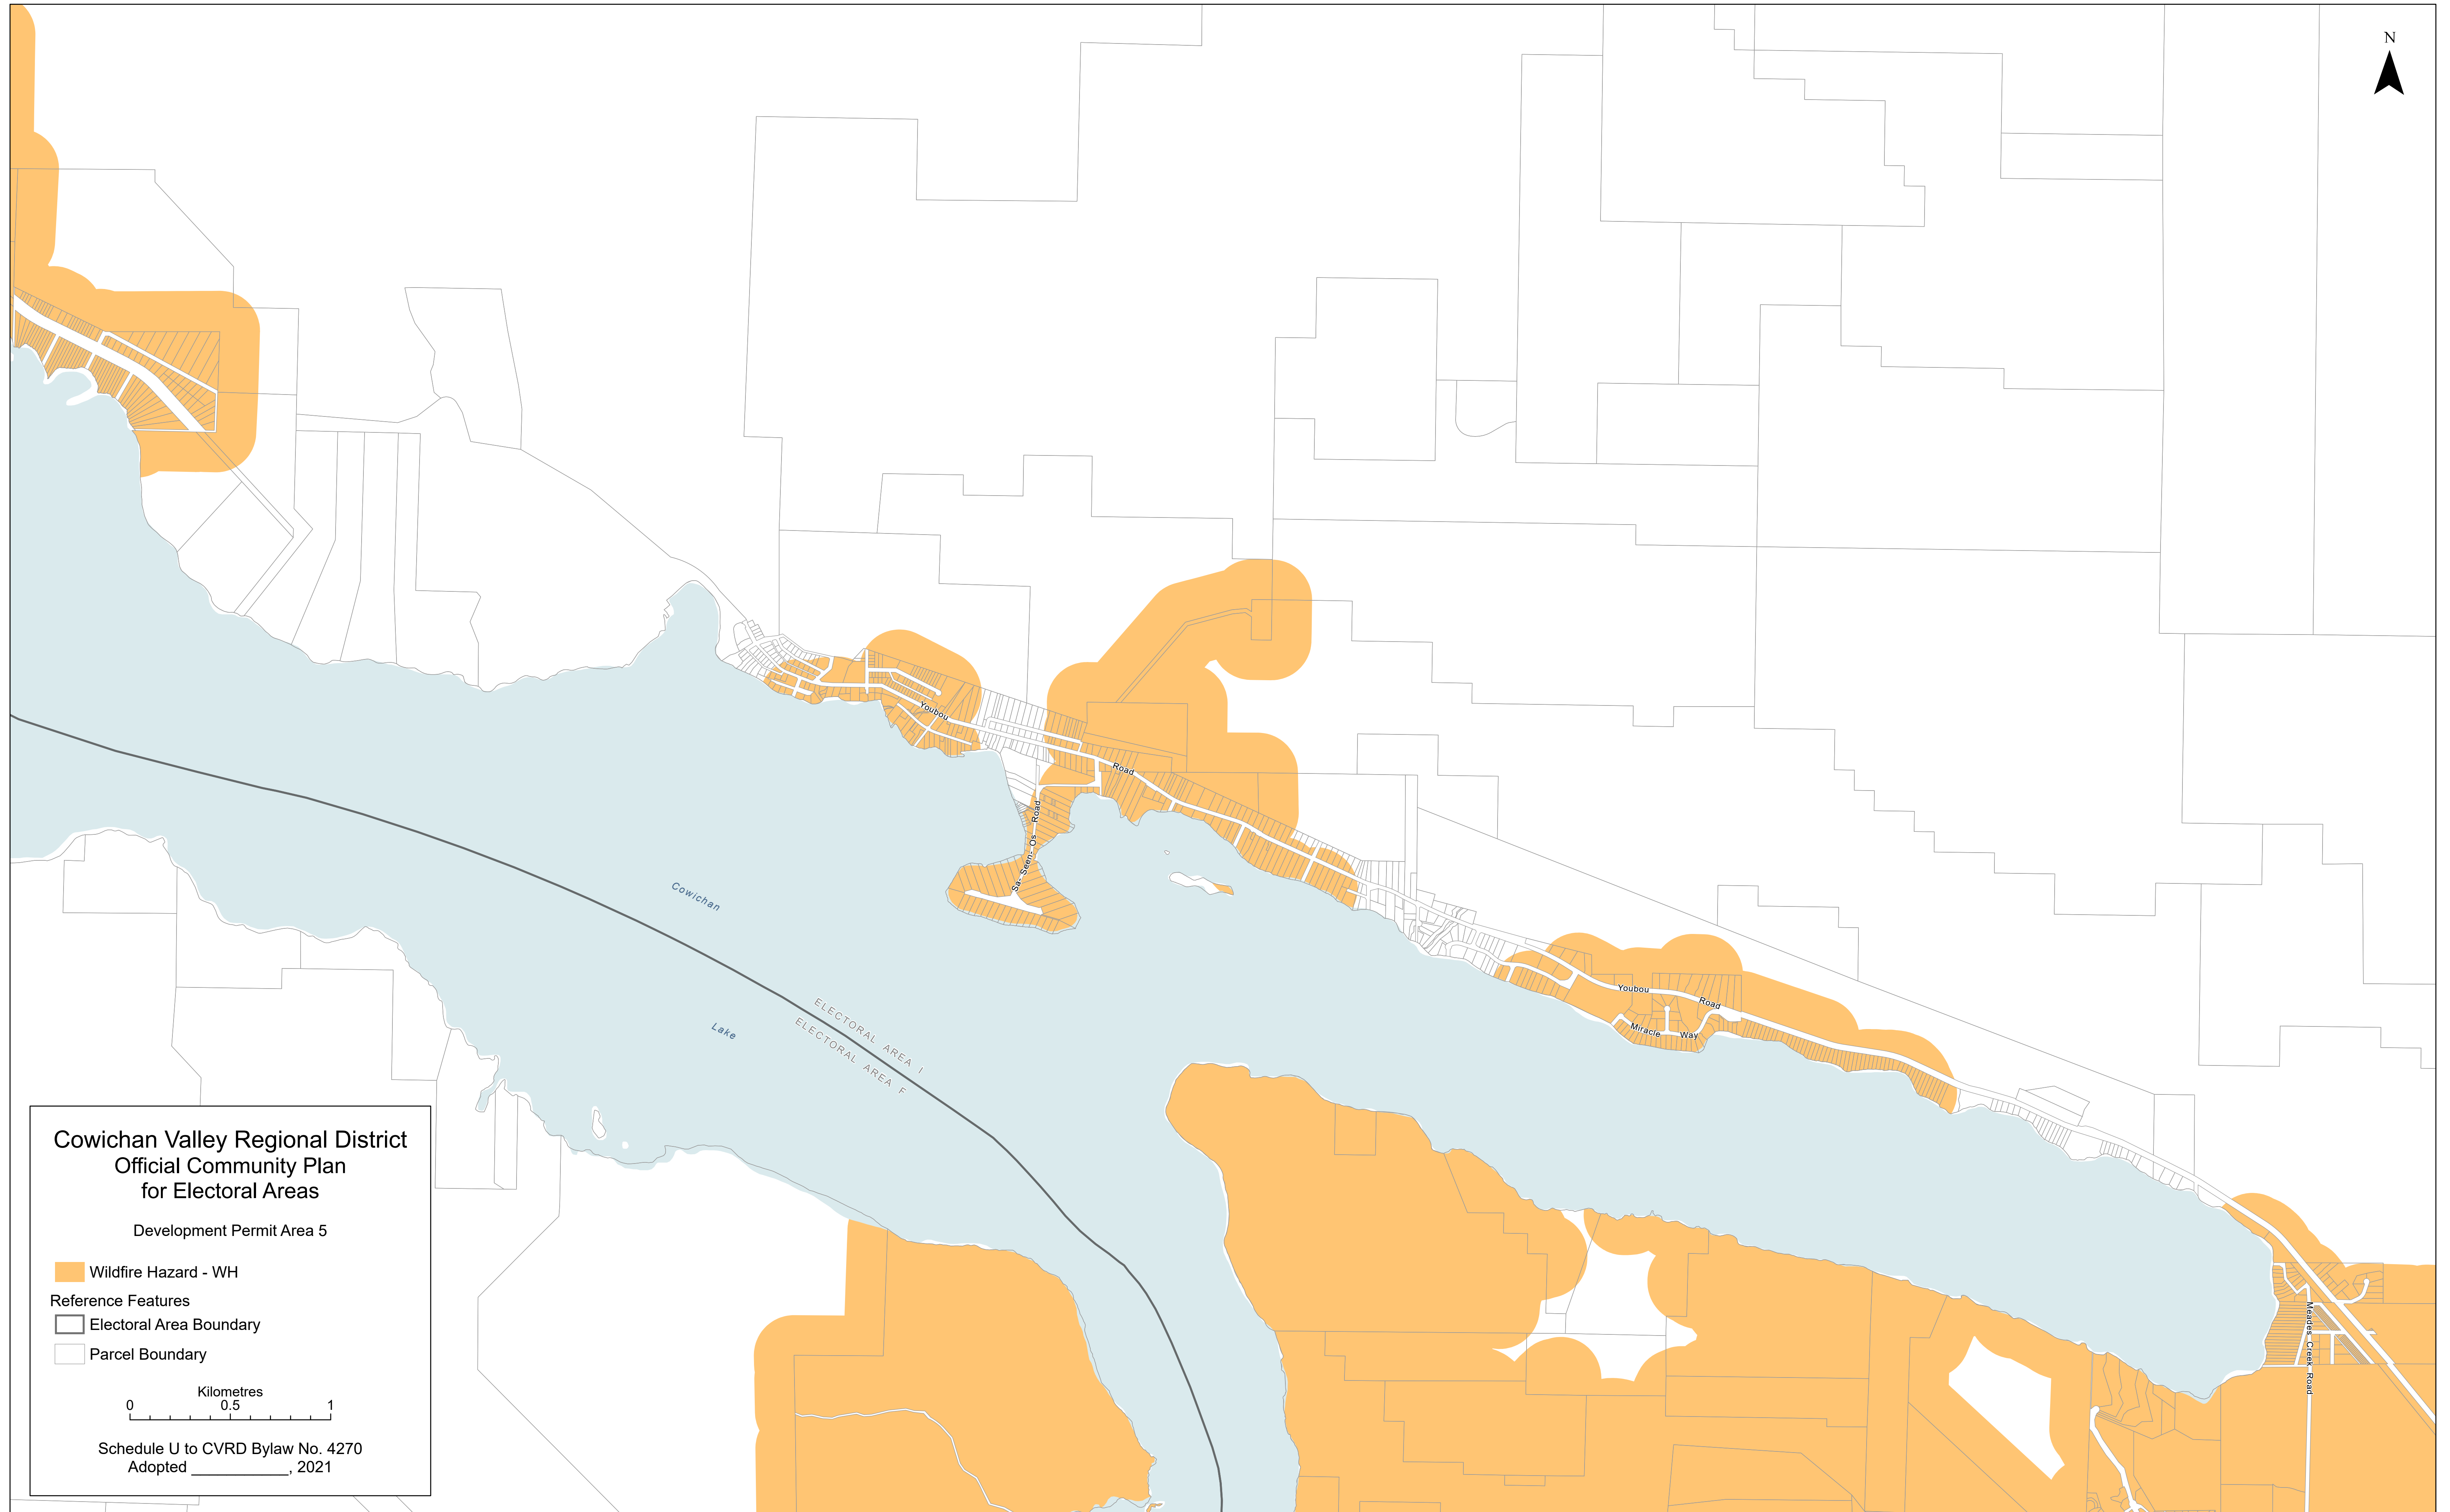 N
Youbou
Road
Sa-Seen-Os Road
Cowichan
Lake
ELECTORAL AREA I
ELECTORAL AREA F
Youbou
Road
Miracle Way
Meades Creek Road
Cowichan Valley Regional District
Official Community Plan
for Electoral Areas
Development Permit Area 5
Wildfire Hazard - WH
Reference Features
Electoral Area Boundary
Parcel Boundary
Kilometres
0 0.5 1
Schedule U to CVRD Bylaw No. 4270
Adopted ____________, 2021